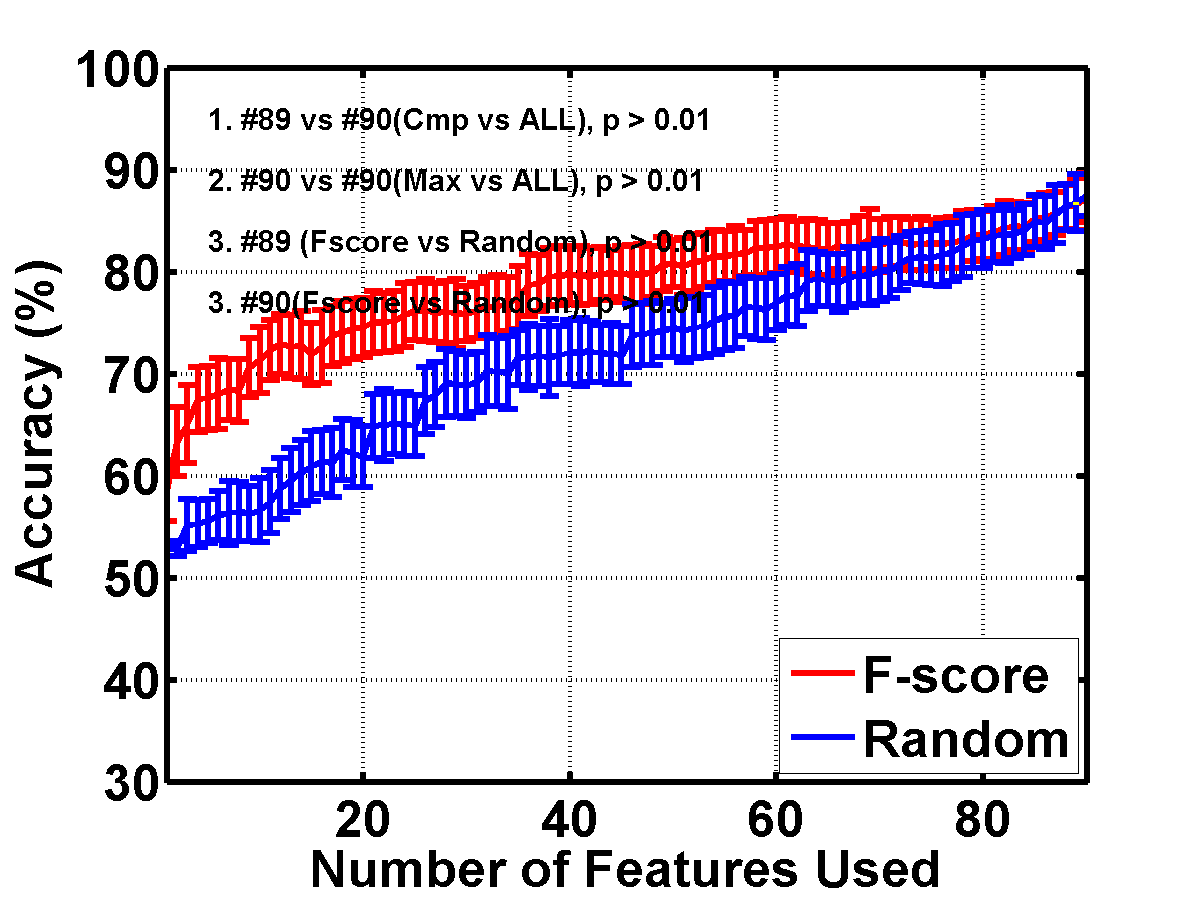 100
90
80
70
60
50
40
30
Accuracy (%)
1. #89 vs #90(Cmp vs ALL), p > 0.01
2. #90 vs #90(Max vs ALL), p > 0.01
3. #89 (Fscore vs Random), p > 0.01
3. #90(Fscore vs Random), p > 0.01
F-score
Random
20 40 60 80
Number of Features Used